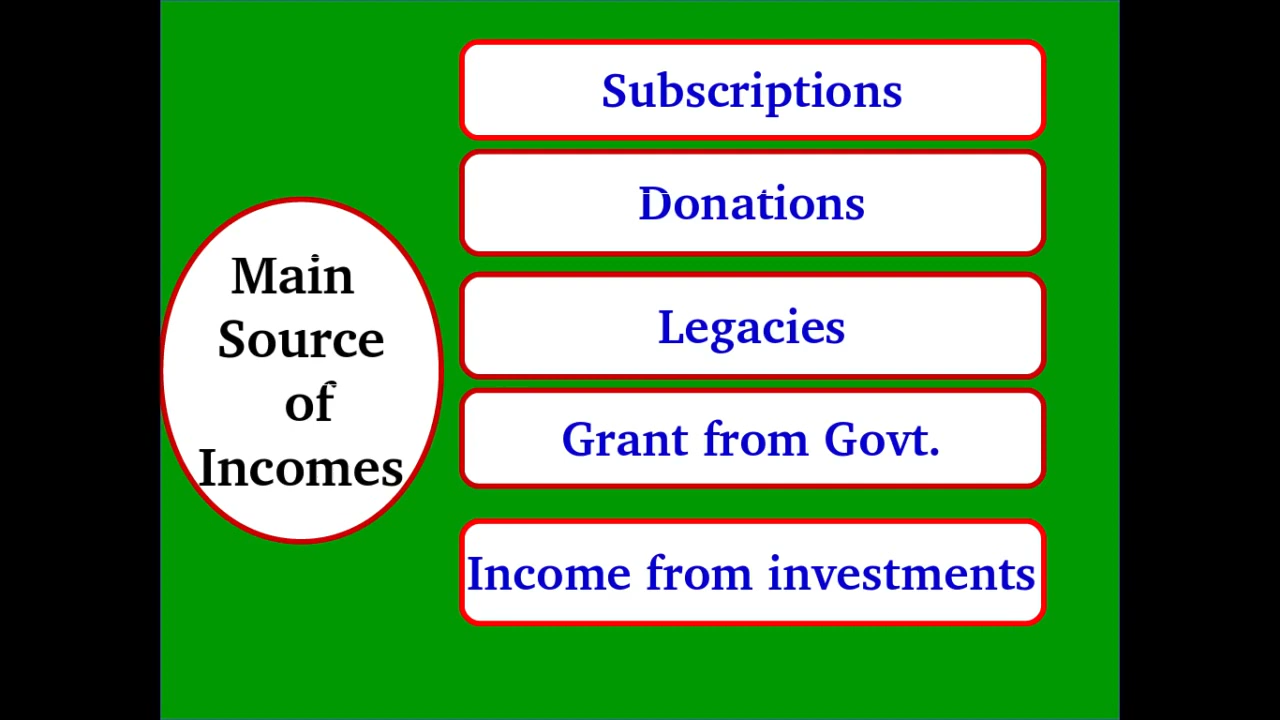 Main
Source
of
Incomes
Subscriptions
Donations
Legacies
Grant from Govt.
Income from investments